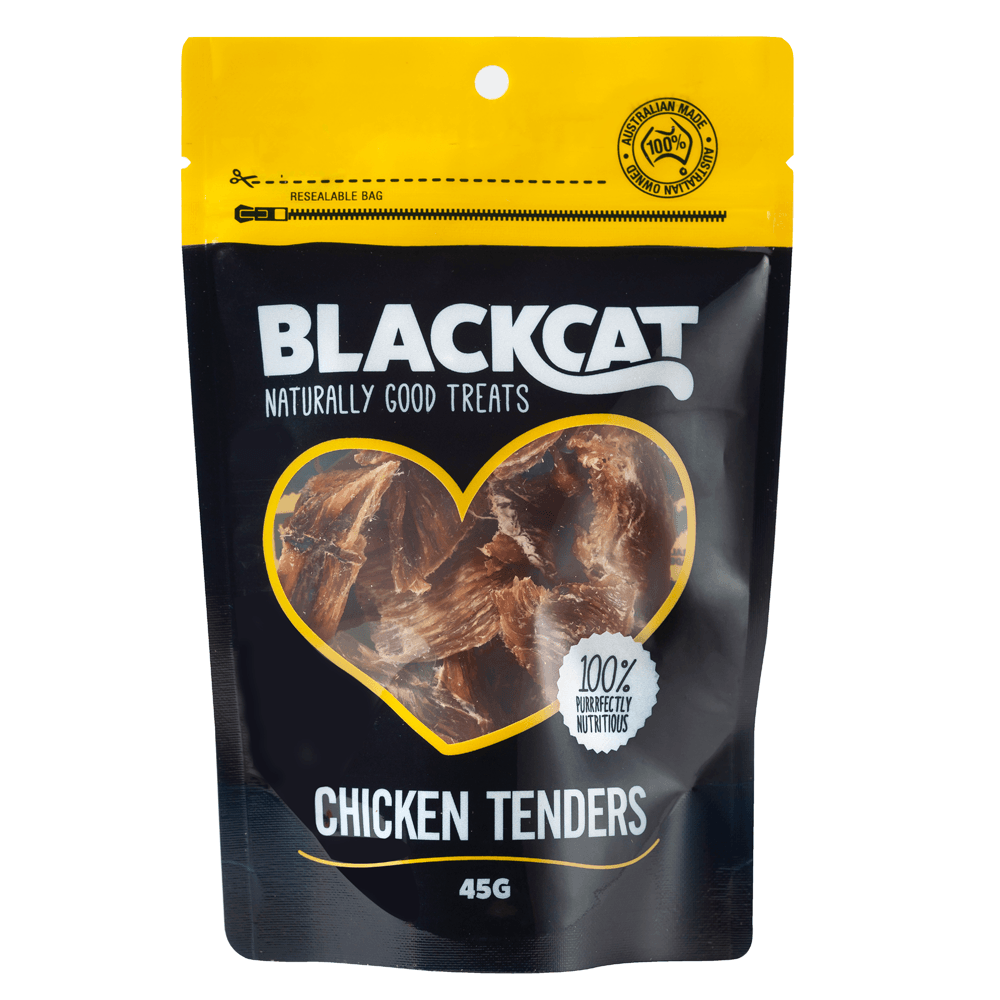 AUSTRALIAN MADE • AUSTRALIAN OWNED •
100%
RESEALABLE BAG
BLACKCAT
NATURALLY GOOD TREATS
100%
PURRRFECTLY
NUTRITIOUS
CHICKEN TENDERS
45G